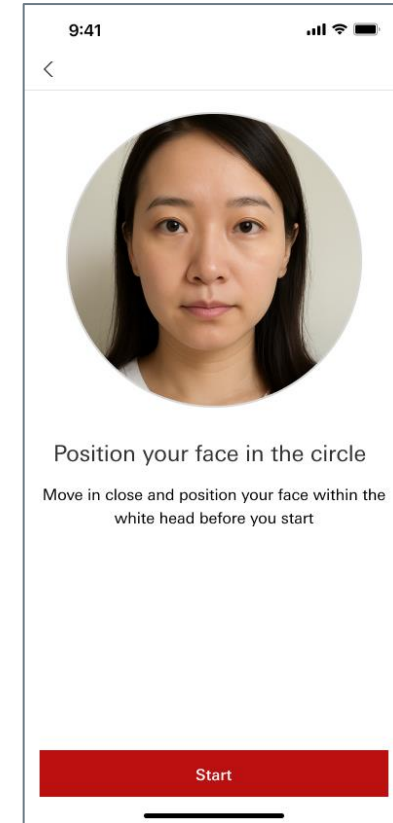 9:41
Position your face in the circle
Move in close and position your face within the
white head before you start
Start